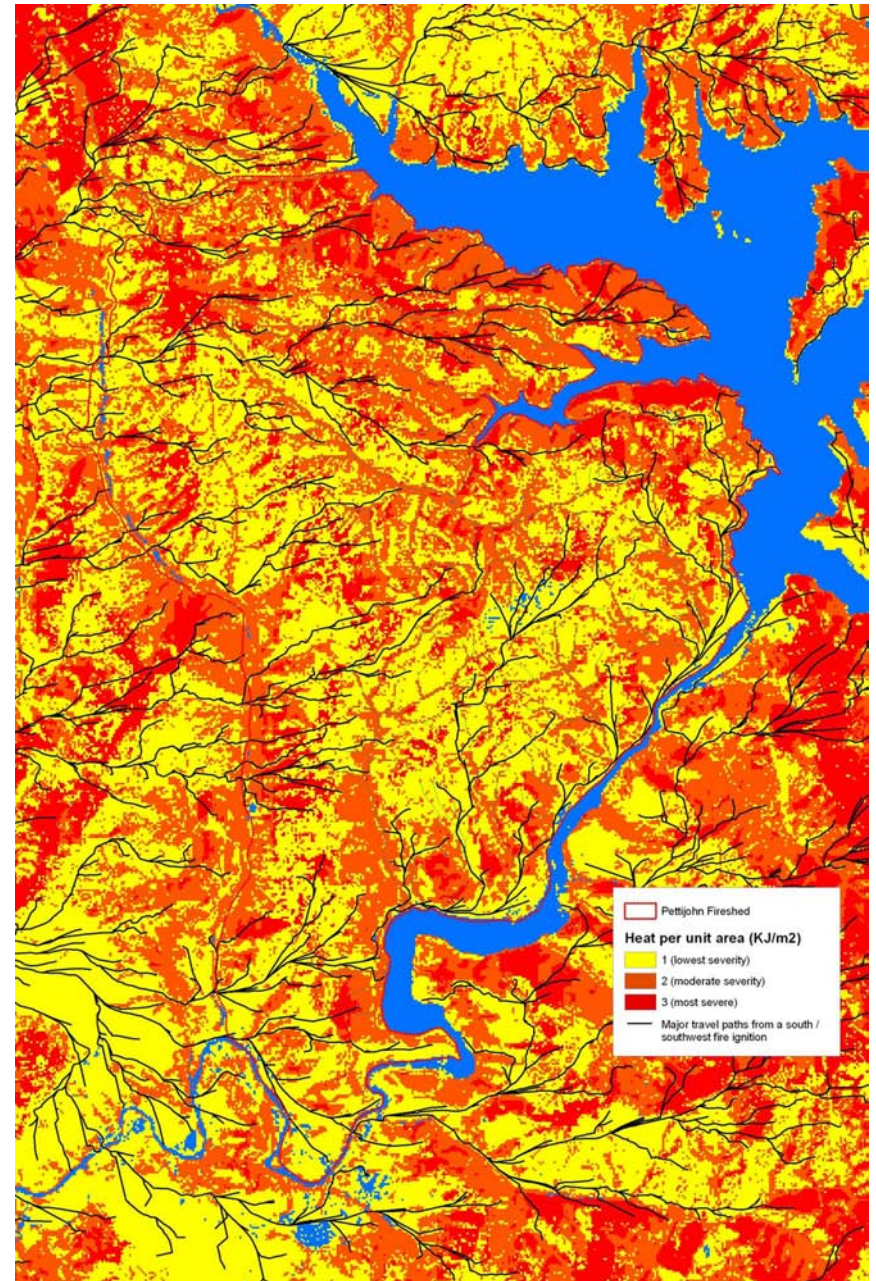 Pettijohn Fireshed
Heat per unit area (KJ/m2)
1 (lowest severity)
2 (moderate severity)
3 (most severe)
Major travel paths from a south /
southwest fire ignition